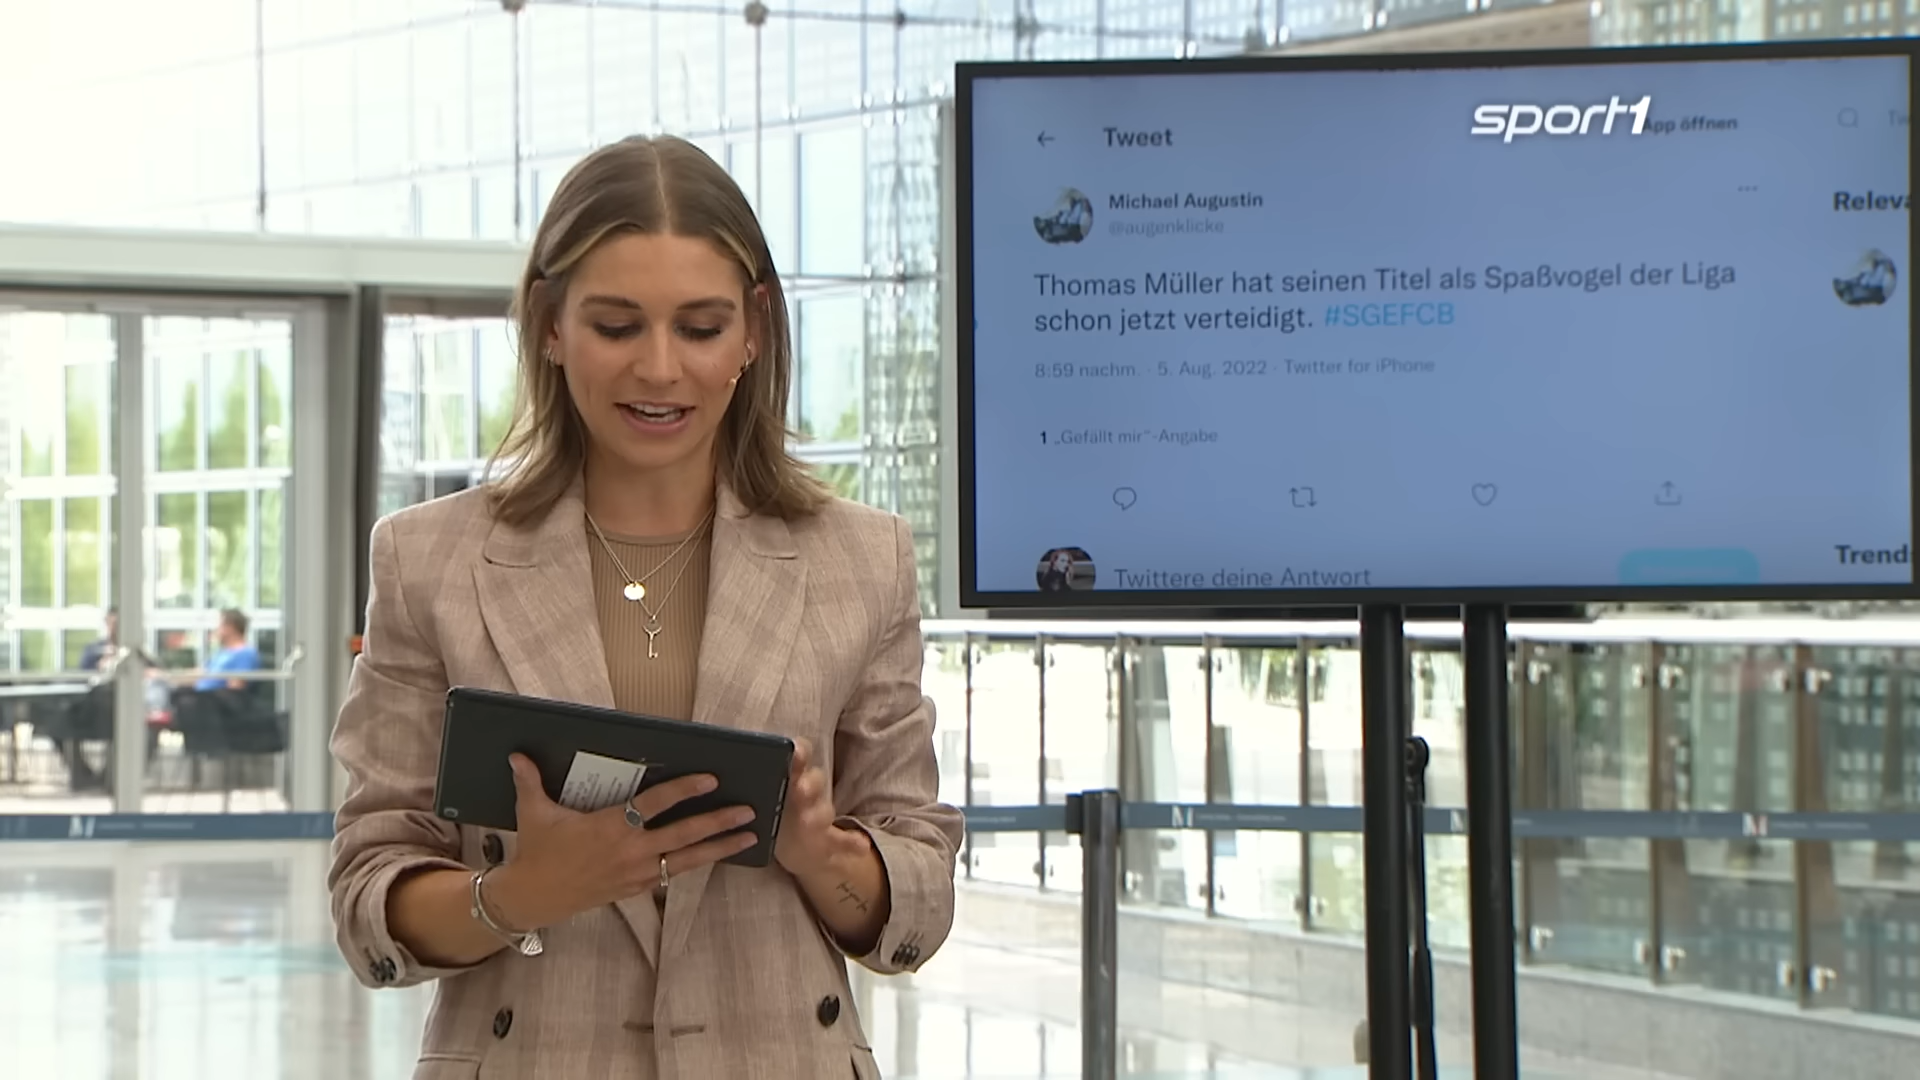 sport1
Tweet
App öffnen
Michael Augustin
@augenklicke
Releva
Thomas Müller hat seinen Titel als Spaßvogel der Liga
schon jetzt verteidigt. #SGEFCB
8:59 nachm. · 5. Aug. 2022 · Twitter for iPhone
1 „Gefällt mir“-Angabe
Twittere deine Antwort
Trend